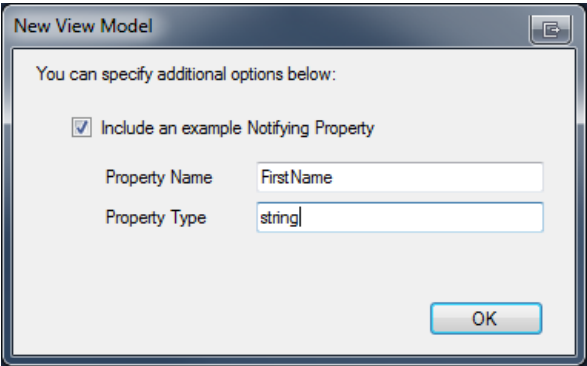 New View Model
You can specify additional options below:
Include an example Notifying Property
Property Name FirstName
Property Type string
OK